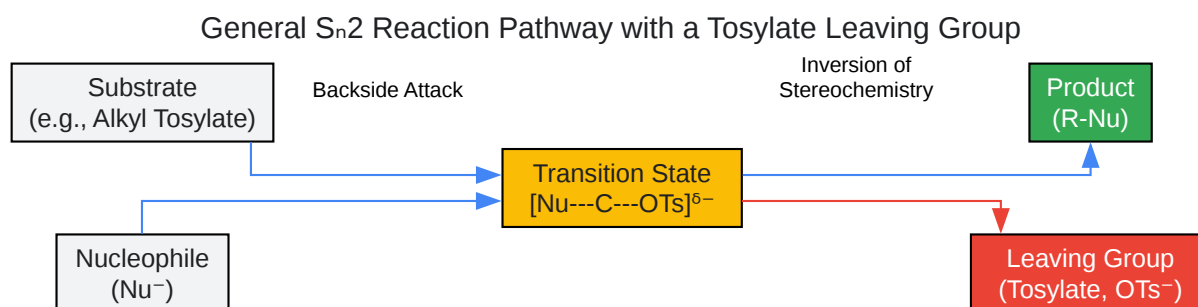 General Sₙ2 Reaction Pathway with a Tosylate Leaving Group
Substrate
(e.g., Alkyl Tosylate)
Backside Attack
Inversion of
Stereochemistry
Product
(R-Nu)
Transition State
[Nu---C---OTs]ᵟ⁻
Nucleophile
(Nu⁻)
Leaving Group
(Tosylate, OTs⁻)